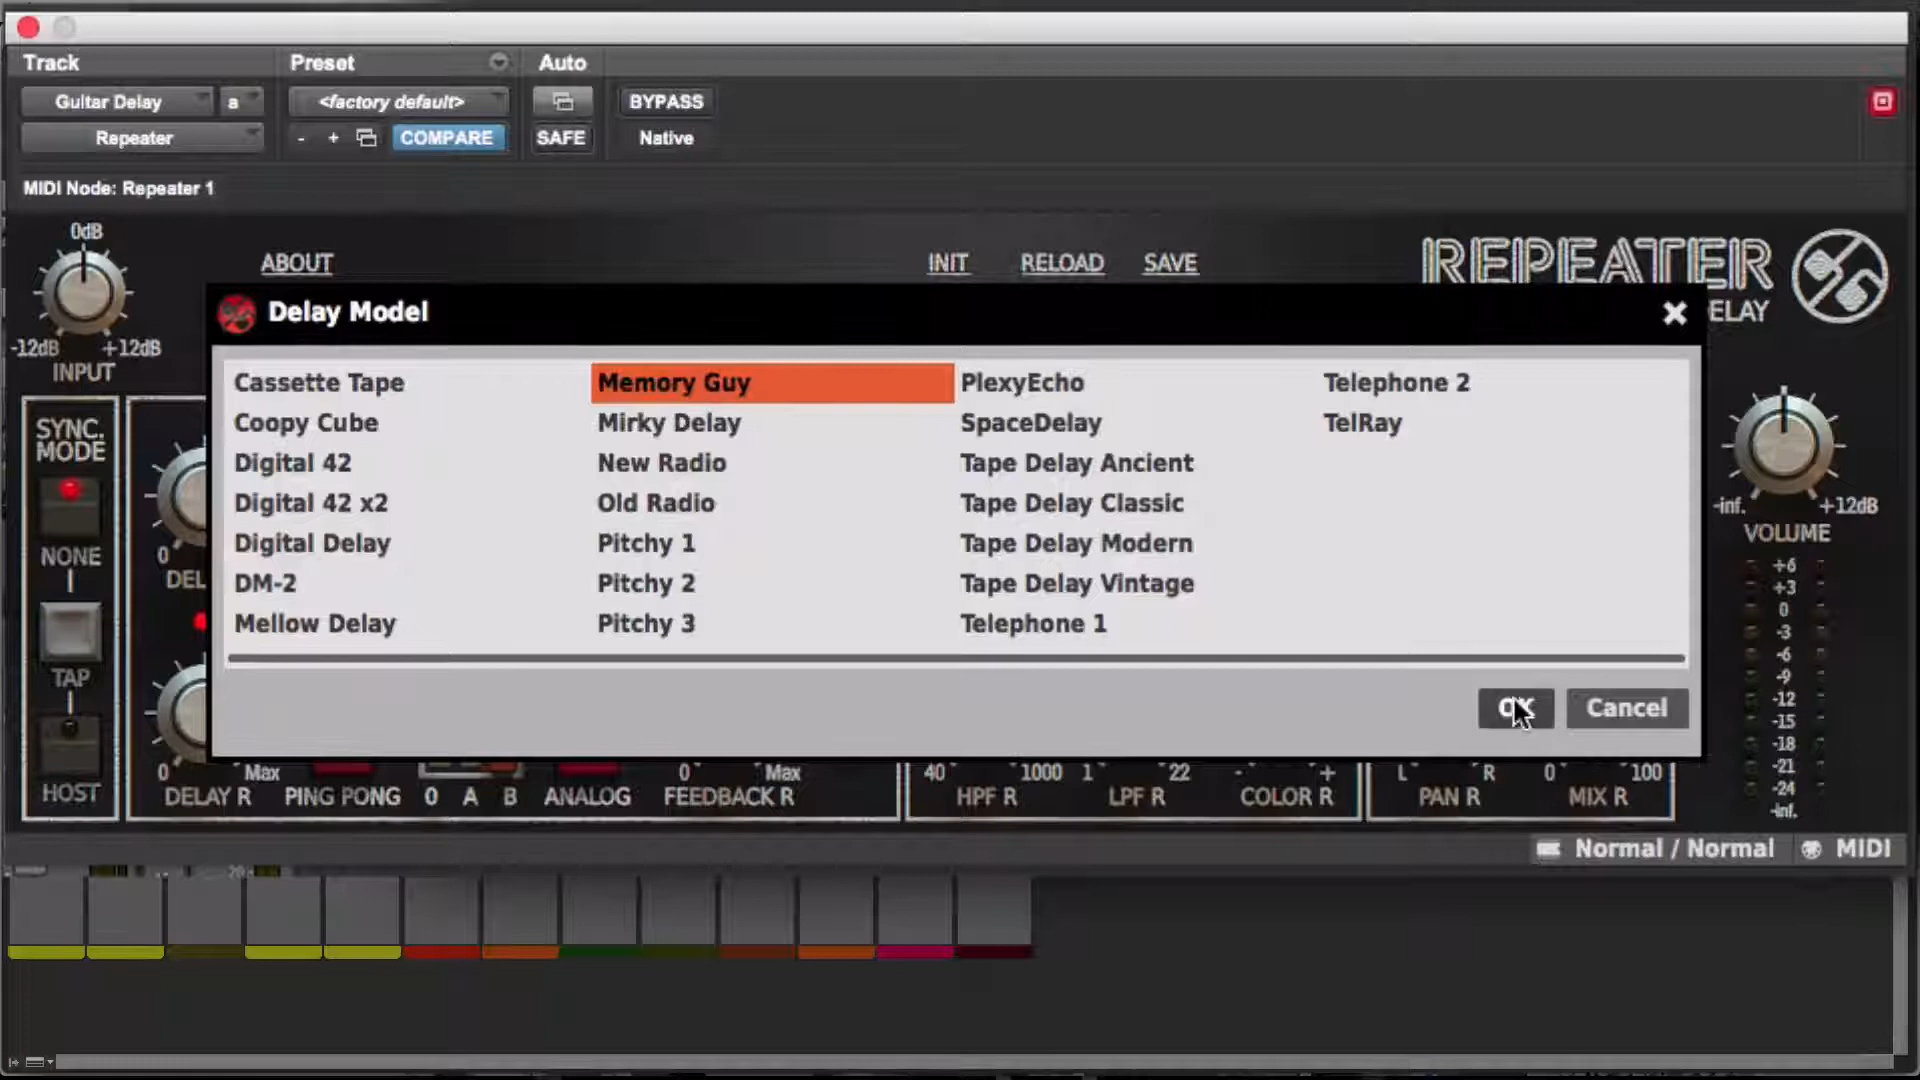 Track Preset Auto
Guitar Delay a <factory default> BYPASS
Repeater - + COMPARE SAFE Native
MIDI Node: Repeater 1
0dB
ABOUT INIT RELOAD SAVE REPEATER
-12dB +12dB
INPUT
Delay Model
ELAY
Cassette Tape Memory Guy PlexyEcho Telephone 2
Coopy Cube Mirky Delay SpaceDelay TelRay
Digital 42 New Radio Tape Delay Ancient
Digital 42 x2 Old Radio Tape Delay Classic
Digital Delay Pitchy 1 Tape Delay Modern
DM-2 Pitchy 2 Tape Delay Vintage
Mellow Delay Pitchy 3 Telephone 1
OK Cancel
SYNC.
MODE
NONE
TAP
HOST
0
DEL
-inf. +12dB
VOLUME
+6
+3
0
-3
-6
-9
-12
-15
-18
-21
-24
-inf.
0 Max 0 Max 40 1000 1 22 - + L R 0 100
DELAY R PING PONG 0 A B ANALOG FEEDBACK R HPF R LPF R COLOR R PAN R MIX R
Normal / Normal MIDI
20